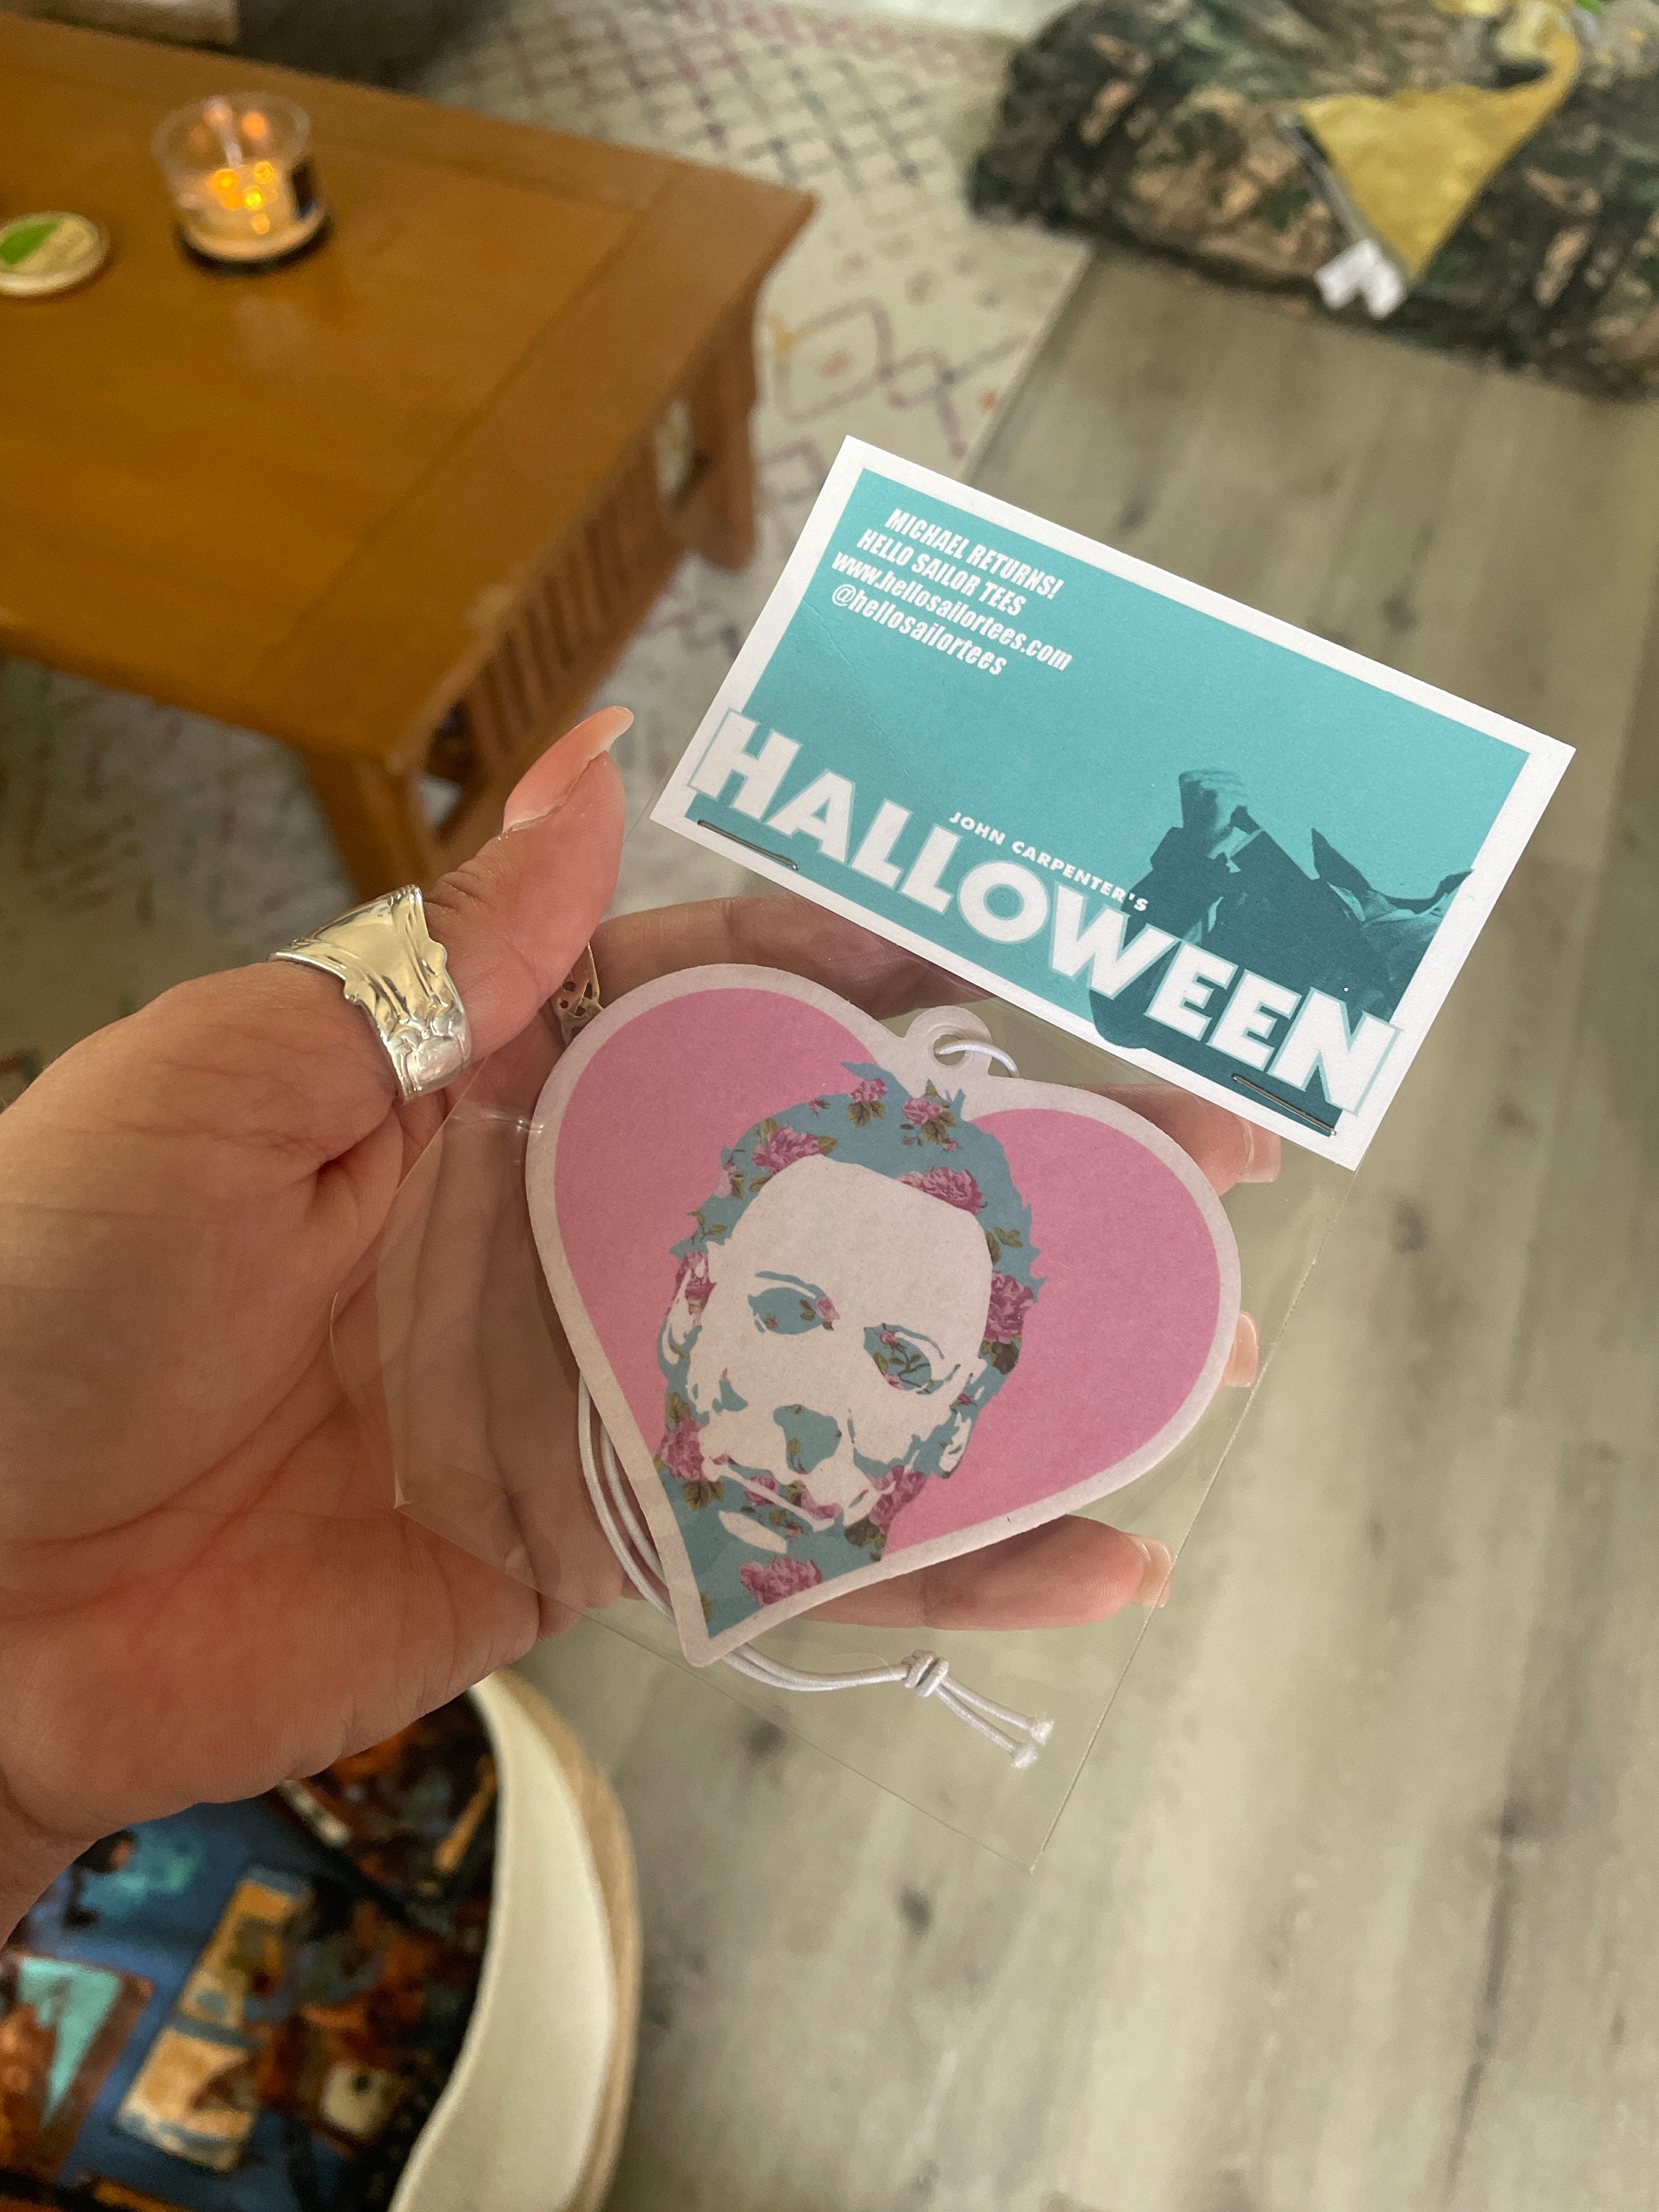 MICHAEL RETURNS!
HELLO SAILOR TEES
www.hellosailortees.com
@hellosailortees
JOHN CARPENTER'S
HALLOWEEN